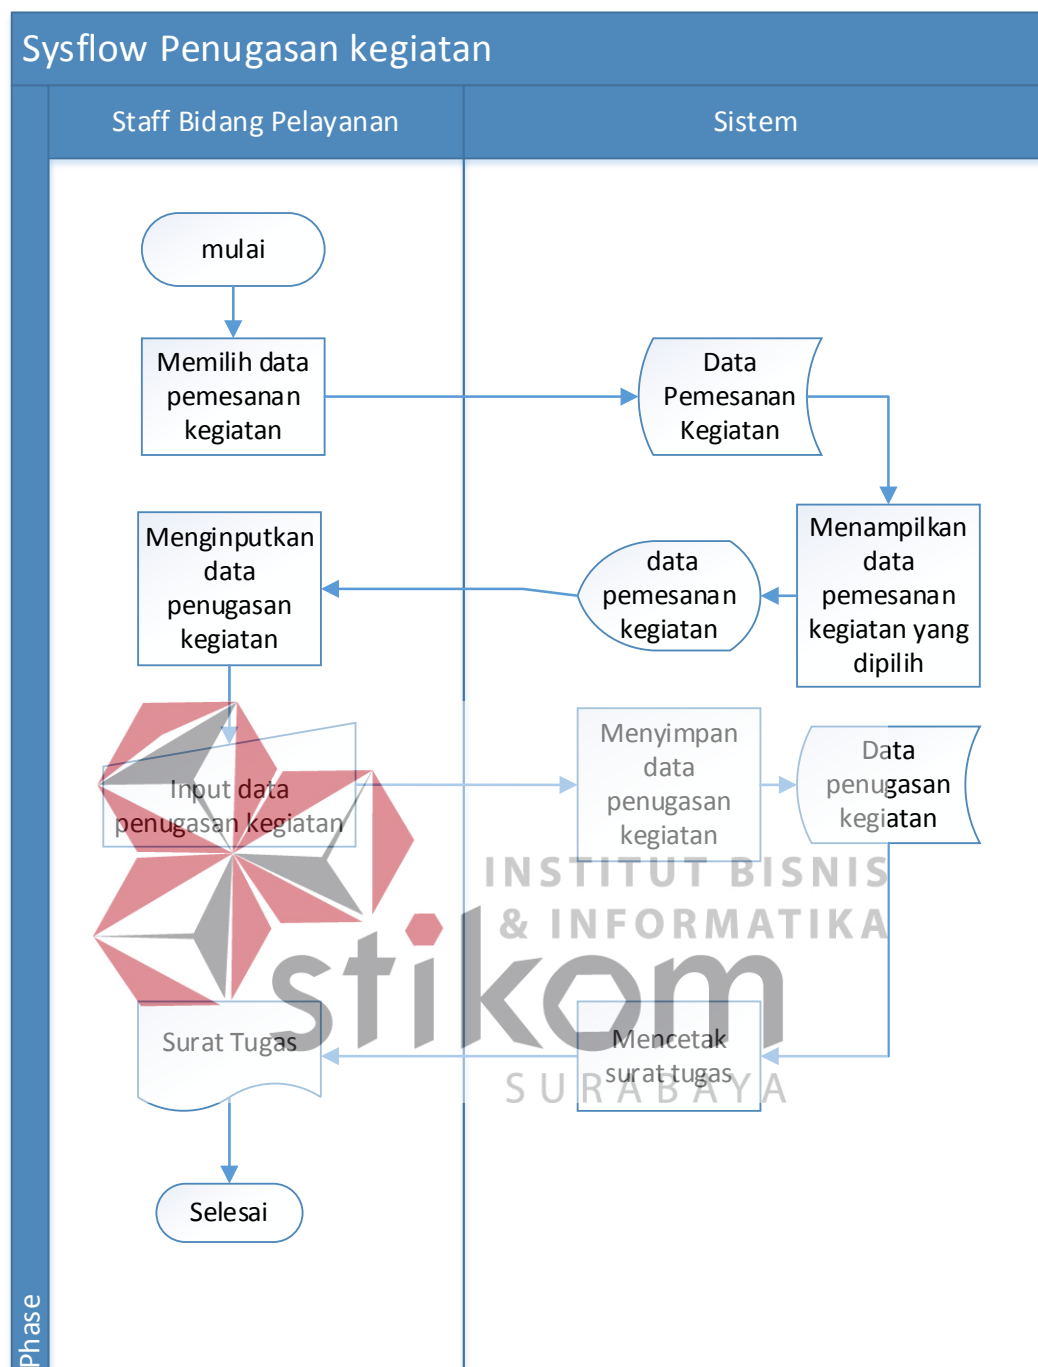 Sysflow Penugasan kegiatan
Staff Bidang Pelayanan
Sistem
mulai
Memilih data
pemesanan
kegiatan
Data
Pemesanan
Kegiatan
Menampilkan
data
pemesanan
kegiatan yang
dipilih
data
pemesanan
kegiatan
Menginputkan
data
penugasan
kegiatan
Input data
penugasan kegiatan
Menyimpan
data
penugasan
kegiatan
Data
penugasan
kegiatan
INSTITUT BISNIS
& INFORMATIKA
stikom
SURABAYA
Mencetak
surat tugas
Surat Tugas
Selesai
Phase